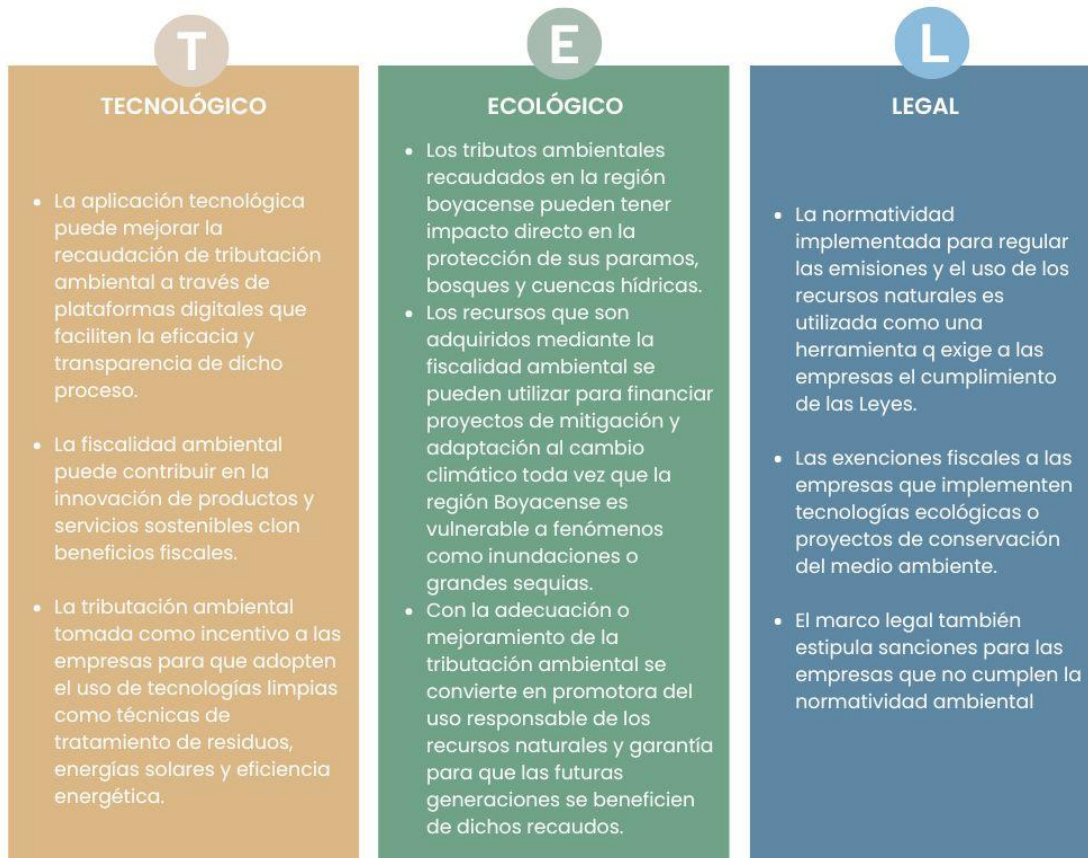 T
TECNOLÓGICO
• La aplicación tecnológica
puede mejorar la
recaudación de tributación
ambiental a través de
plataformas digitales que
faciliten la eficacia y
transparencia de dicho
proceso.
• La fiscalidad ambiental
puede contribuir en la
innovación de productos y
servicios sostenibles clon
beneficios fiscales.
• La tributación ambiental
tomada como incentivo a las
empresas para que adopten
el uso de tecnologías limpias
como técnicas de
tratamiento de residuos,
energías solares y eficiencia
energética.
E
ECOLÓGICO
• Los tributos ambientales
recaudados en la región
boyacense pueden tener
impacto directo en la
protección de sus paramos,
bosques y cuencas hídricas.
• Los recursos que son
adquiridos mediante la
fiscalidad ambiental se
pueden utilizar para financiar
proyectos de mitigación y
adaptación al cambio
climático toda vez que la
región Boyacense es
vulnerable a fenómenos
como inundaciones o
grandes sequias.
• Con la adecuación o
mejoramiento de la
tributación ambiental se
convierte en promotora del
uso responsable de los
recursos naturales y garantía
para que las futuras
generaciones se beneficien
de dichos recaudos.
L
LEGAL
• La normatividad
implementada para regular
las emisiones y el uso de los
recursos naturales es
utilizada como una
herramienta q exige a las
empresas el cumplimiento
de las Leyes.
• Las exenciones fiscales a las
empresas que implementen
tecnologías ecológicas o
proyectos de conservación
del medio ambiente.
• El marco legal también
estipula sanciones para las
empresas que no cumplen la
normatividad ambiental